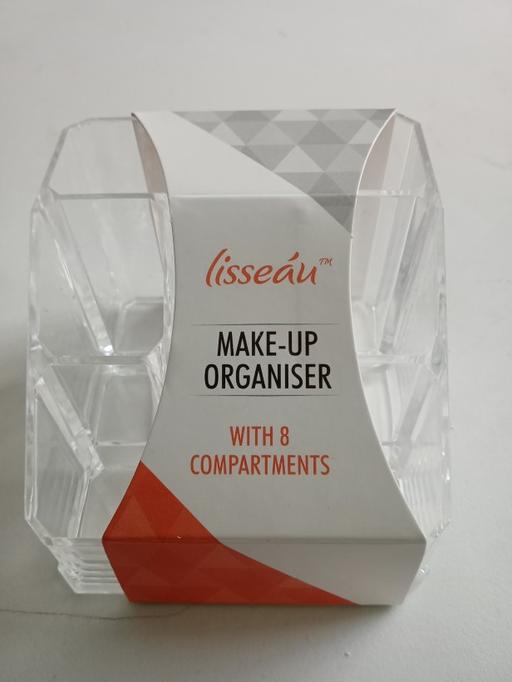 lisseáu™
MAKE-UP
ORGANISER
WITH 8
COMPARTMENTS